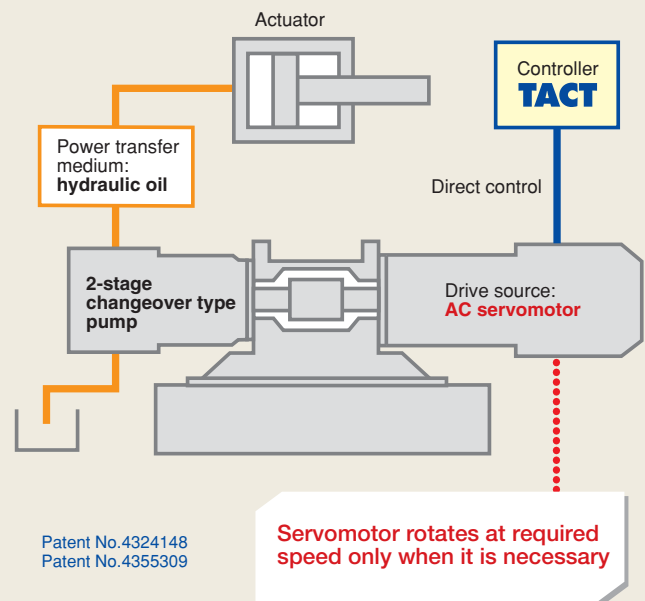 Actuator
Controller
TACT
Power transfer
medium:
hydraulic oil
Direct control
2-stage
changeover type
pump
Drive source:
AC servomotor
Servomotor rotates at required
speed only when it is necessary
Patent No.4324148
Patent No.4355309